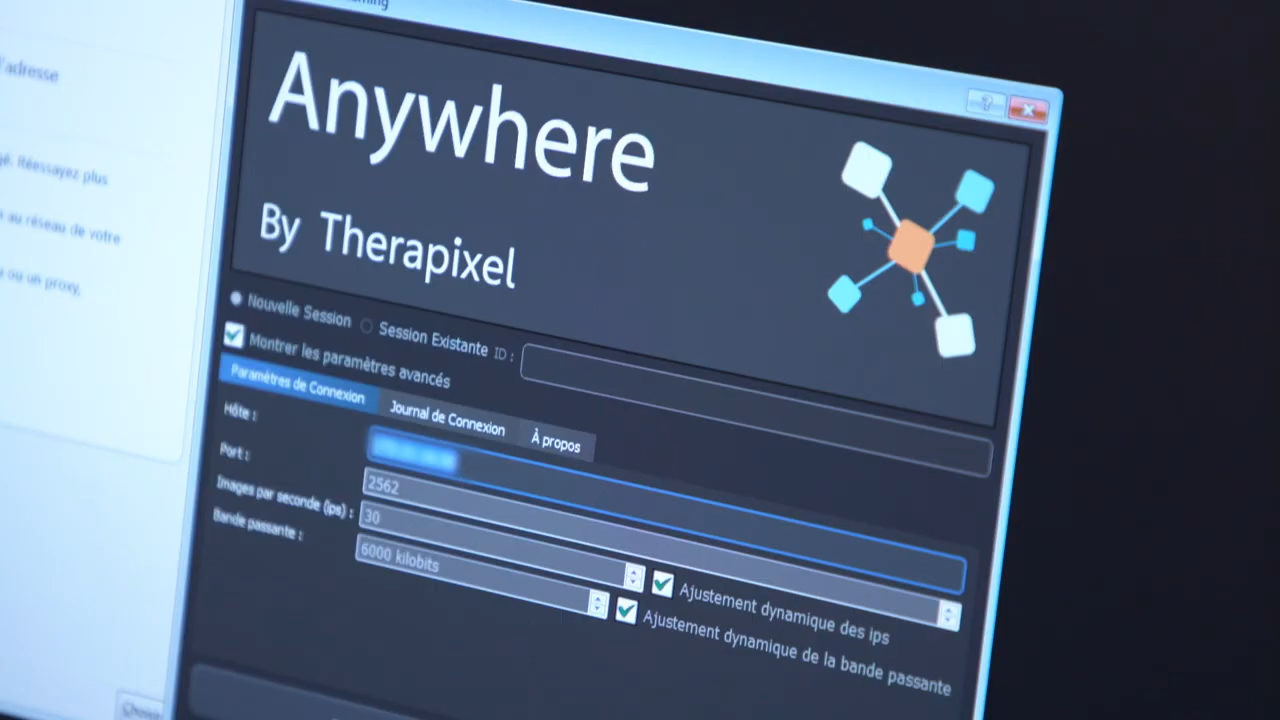 l'adresse
Réessayez plus
au réseau de votre
ou un proxy,
Anywhere
By Therapixel
Nouvelle Session
Session Existante ID :
Montrer les paramètres avancés
Paramètres de Connexion
Journal de Connexion
À propos
Hôte :
Port :
2562
Images par seconde (ips) :
30
Ajustement dynamique des ips
Bande passante :
6000 kilobits
Ajustement dynamique de la bande passante